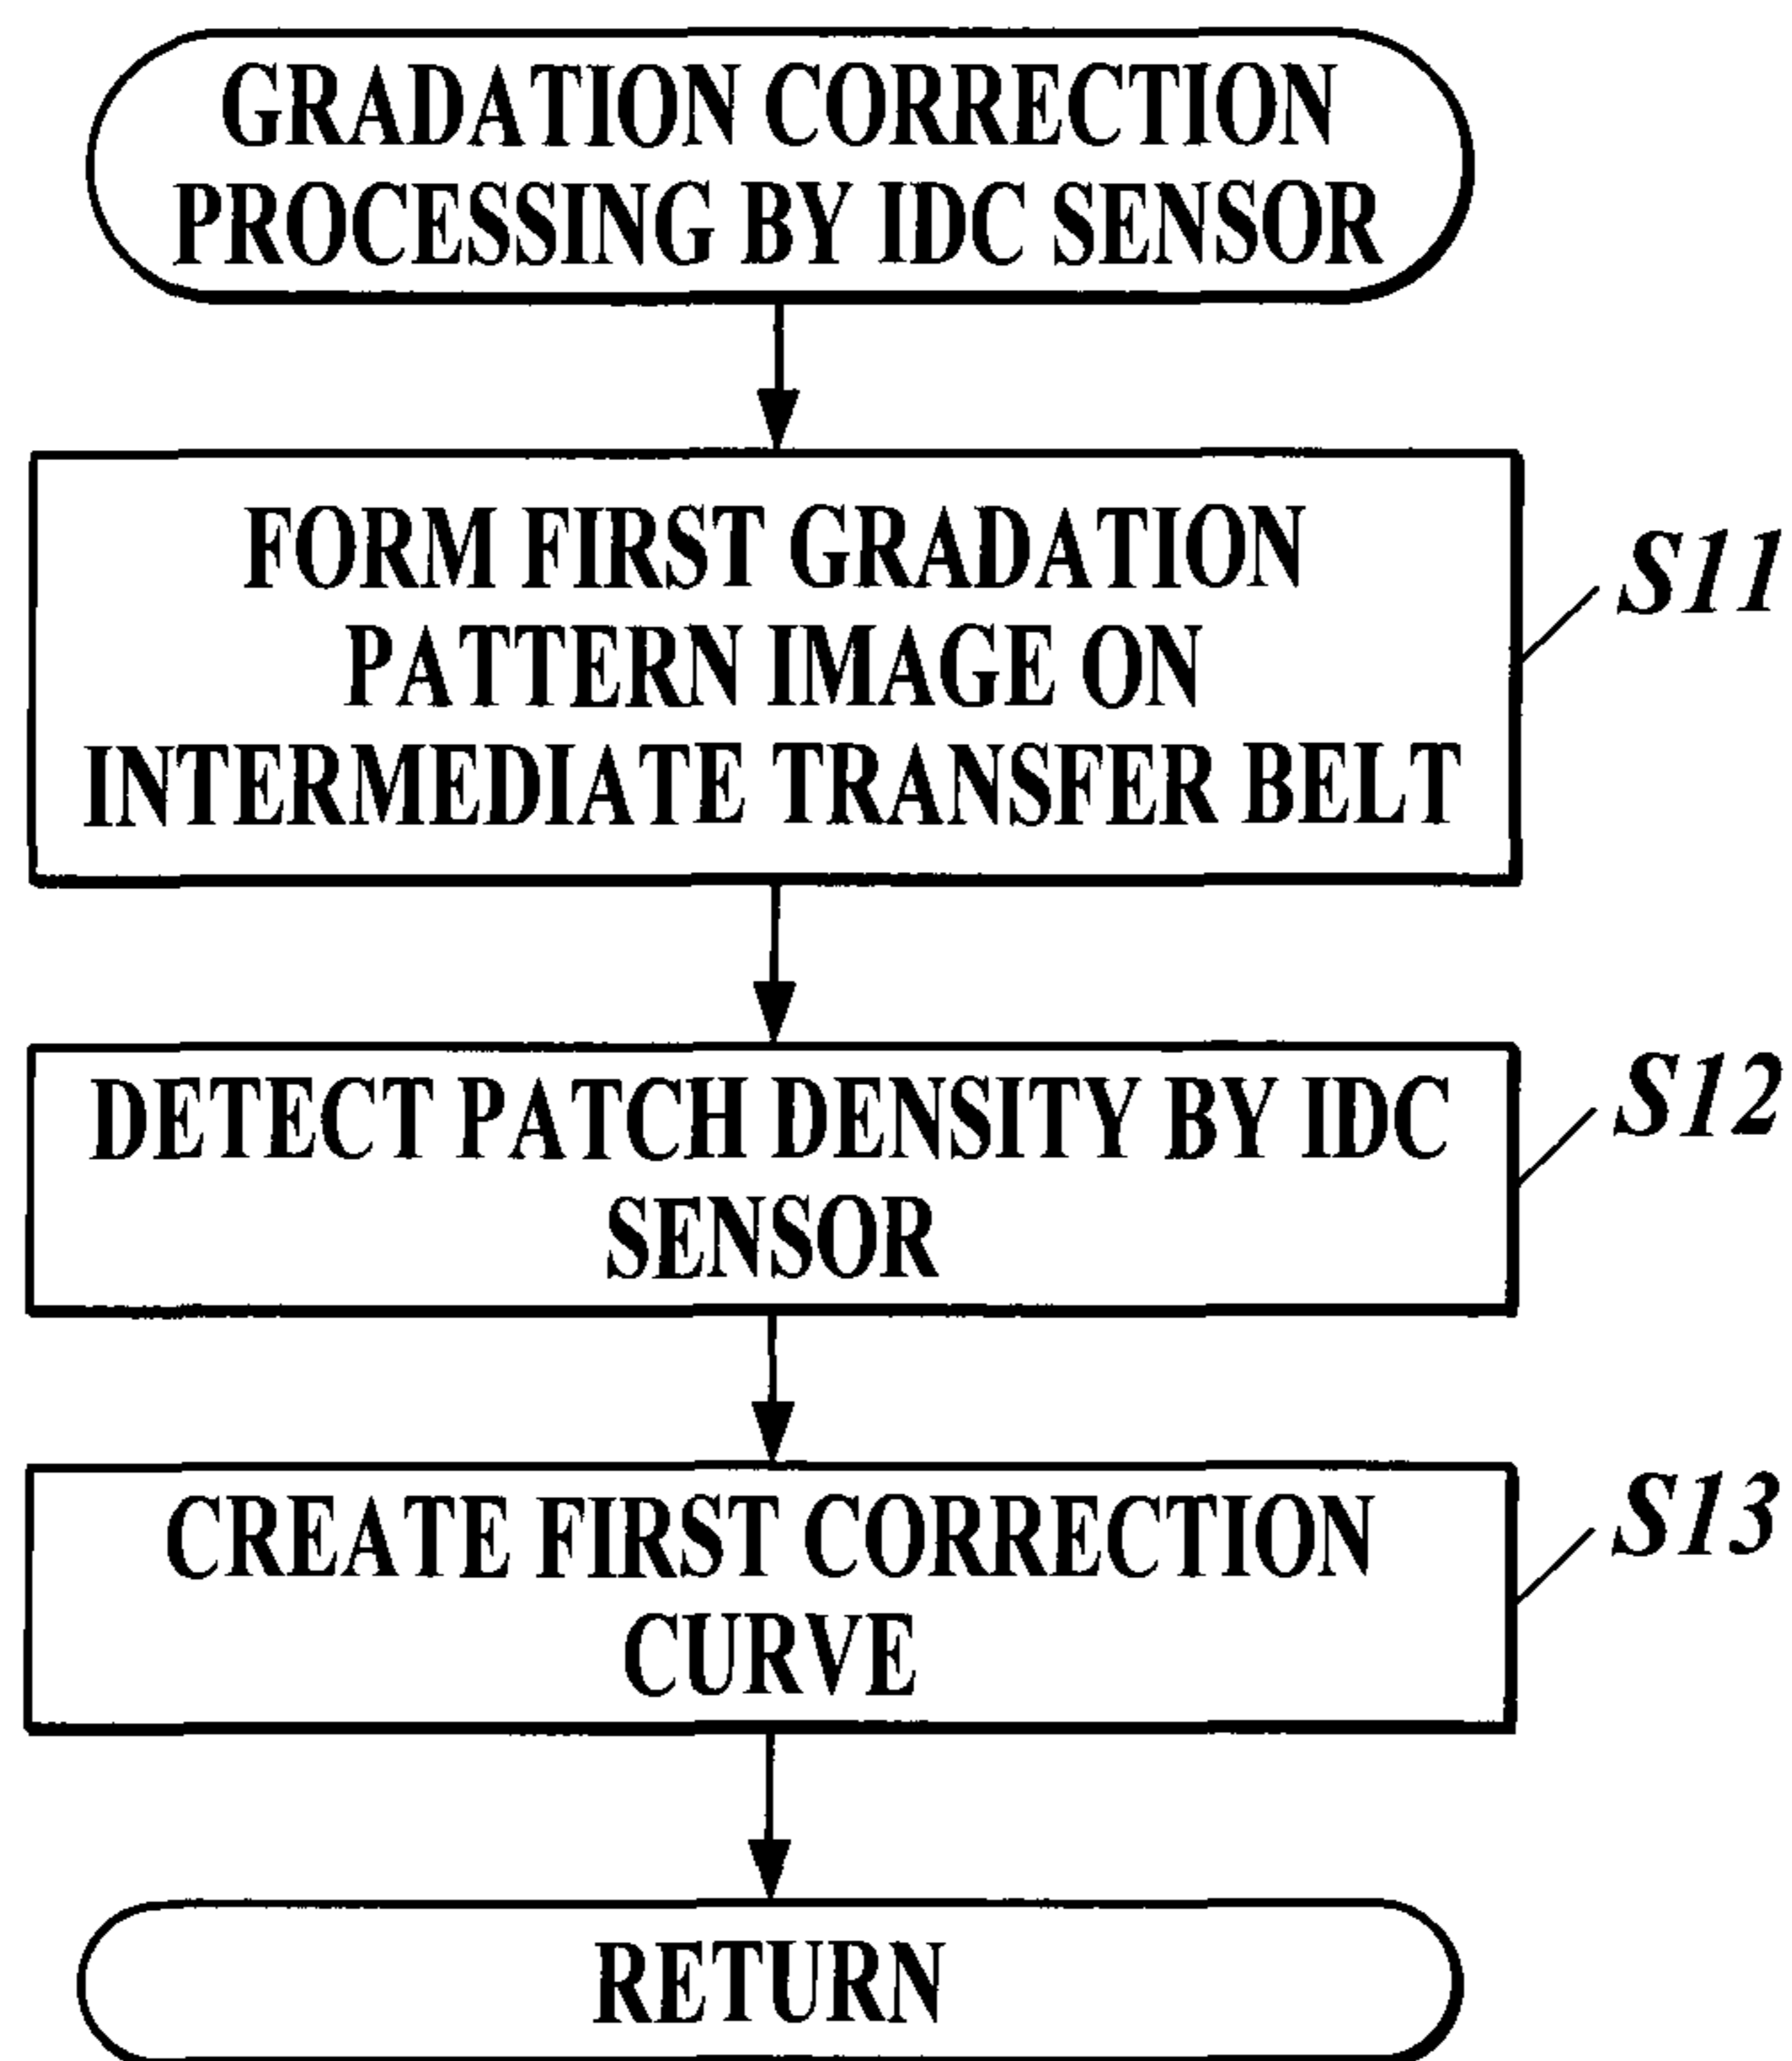 GRADATION CORRECTION
PROCESSING BY IDC SENSOR
FORM FIRST GRADATION
PATTERN IMAGE ON
INTERMEDIATE TRANSFER BELT
S11
DETECT PATCH DENSITY BY IDC
SENSOR
S12
CREATE FIRST CORRECTION
CURVE
S13
RETURN